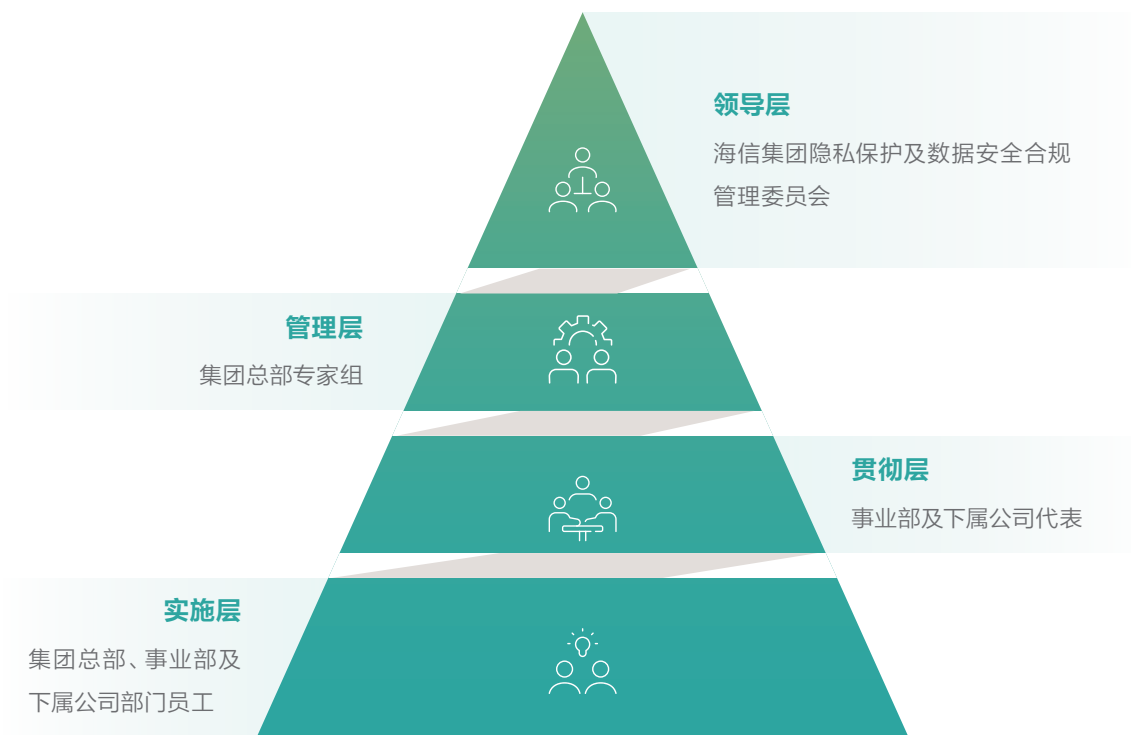 领导层
海信集团隐私保护及数据安全合规
管理委员会
管理层
集团总部专家组
贯彻层
事业部及下属公司代表
实施层
集团总部、事业部及
下属公司部门员工